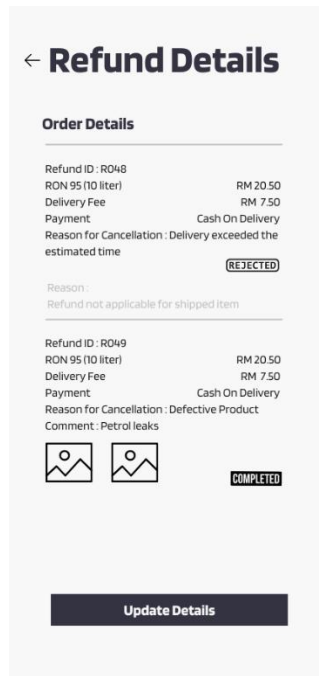 ← Refund Details
Order Details
Refund ID : R048
RON 95 (10 liter) RM 20.50
Delivery Fee RM 7.50
Payment Cash On Delivery
Reason for Cancellation : Delivery exceeded the
estimated time
REJECTED
Reason :
Refund not applicable for shipped item
Refund ID : R049
RON 95 (10 liter) RM 20.50
Delivery Fee RM 7.50
Payment Cash On Delivery
Reason for Cancellation : Defective Product
Comment : Petrol leaks
COMPLETED
Update Details